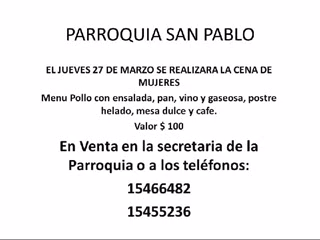 PARROQUIA SAN PABLO
EL JUEVES 27 DE MARZO SE REALIZARA LA CENA DE
MUJERES
Menu Pollo con ensalada, pan, vino y gaseosa, postre
helado, mesa dulce y cafe.
Valor $ 100
En Venta en la secretaria de la
Parroquia o a los teléfonos:
15466482
15455236